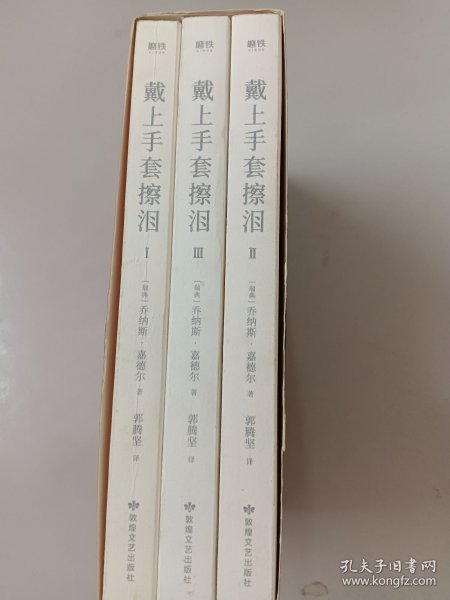 磨铁
XIRON
戴上手套擦泪
I
［瑞典］乔纳斯·嘉德尔 著
郭腾坚 译
敦煌文艺出版社
磨铁
XIRON
戴上手套擦泪
III
［瑞典］乔纳斯·嘉德尔 著
郭腾坚 译
敦煌文艺出版社
磨铁
XIRON
戴上手套擦泪
II
［瑞典］乔纳斯·嘉德尔 著
郭腾坚 译
敦煌文艺出版社
孔夫子旧书网
www.kongfz.com